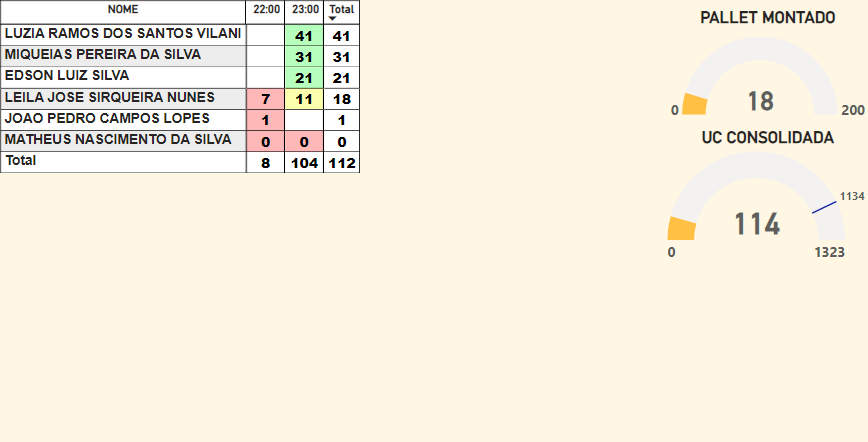 NOME 22:00 23:00 Total
LUZIA RAMOS DOS SANTOS VILANI 41 41
MIQUEIAS PEREIRA DA SILVA 31 31
EDSON LUIZ SILVA 21 21
LEILA JOSE SIRQUEIRA NUNES 7 11 18
JOAO PEDRO CAMPOS LOPES 1 1
MATHEUS NASCIMENTO DA SILVA 0 0 0
Total 8 104 112
PALLET MONTADO
18
0 200
UC CONSOLIDADA
1134
114
0 1323